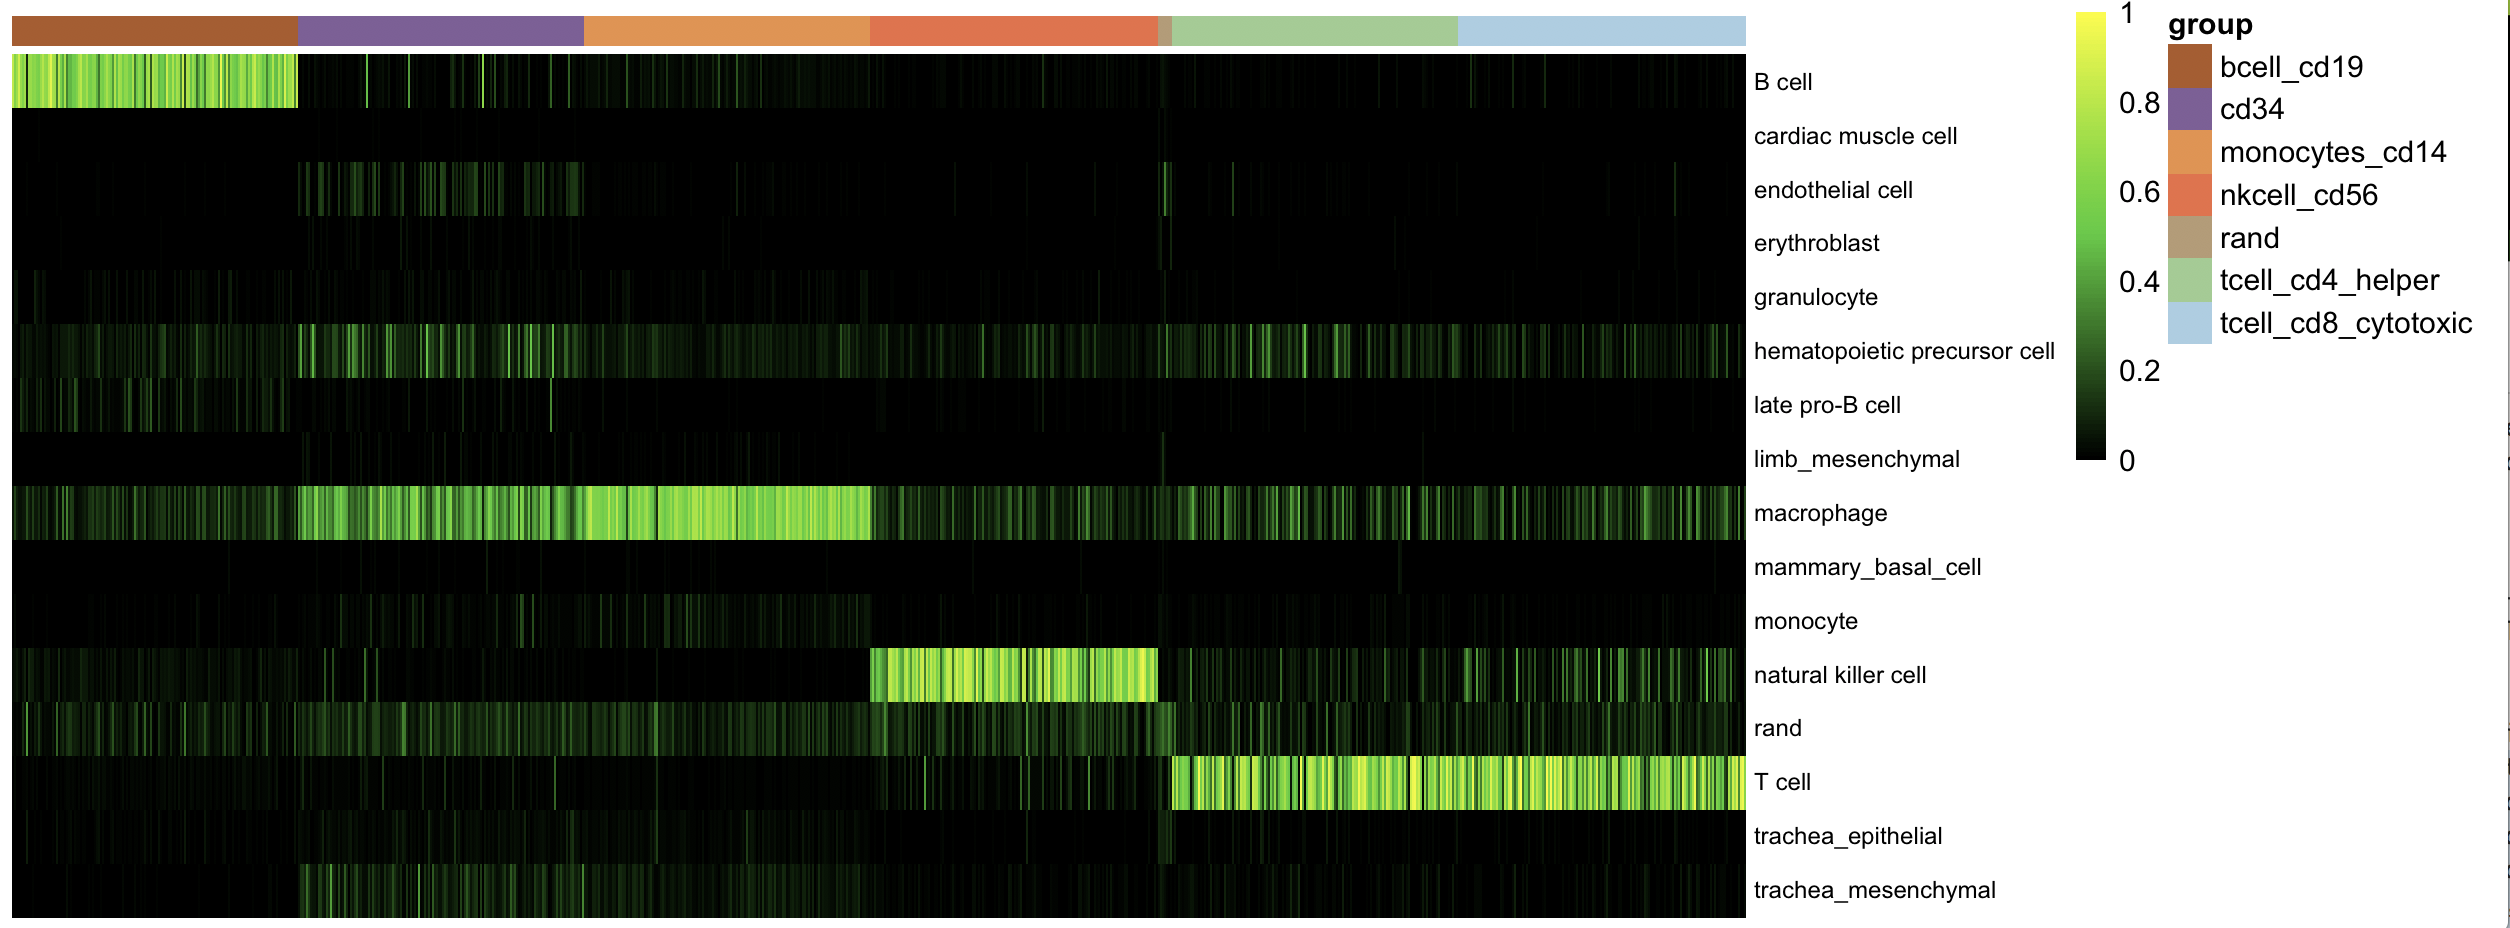 B cell
cardiac muscle cell
endothelial cell
erythroblast
granulocyte
hematopoietic precursor cell
late pro-B cell
limb_mesenchymal
macrophage
mammary_basal_cell
monocyte
natural killer cell
rand
T cell
trachea_epithelial
trachea_mesenchymal
1
0.8
0.6
0.4
0.2
0
group
bcell_cd19
cd34
monocytes_cd14
nkcell_cd56
rand
tcell_cd4_helper
tcell_cd8_cytotoxic